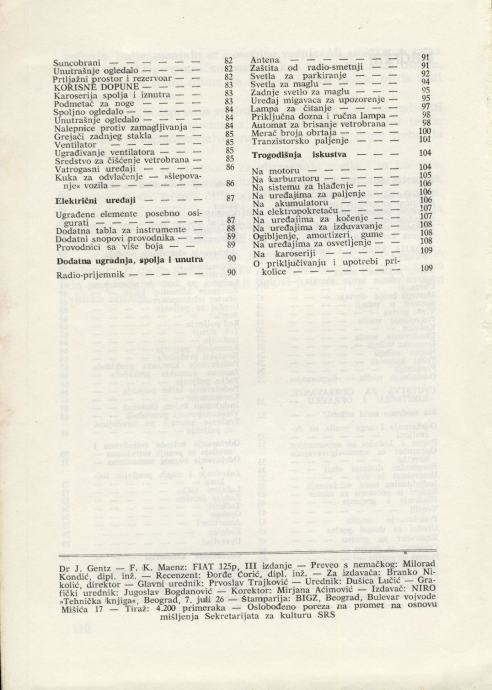 Suncobrani — — — — — — 82
Unutrašnje ogledalo — — — — 82
Prtljažni prostor i rezervoar — — 82
KORISNE DOPUNE — — — — 83
Karoserija spolja i iznutra — — 83
Podmetač za noge — — — — 83
Spoljno ogledalo — — — — 84
Unutrašnje ogledalo — — — — 84
Nalepnice protiv zamagljivanja — 84
Grejači zadnjeg stakla — — — 85
Ventilator — — — — — — 85
Ugrađivanje ventilatora — — — 85
Sredstvo za čišćenje vetrobrana — 85
Vatrogasni uređaji — — — — 86
Kuka za odvlačenje — »šlepova-
nje« vozila — — — — — 86
Električni uređaji — — — — 87
Ugrađene elemente posebno osi-
gurati — — — — — — 87
Dodatna tabla za instrumente — 88
Dodatni snopovi provodnika — — 89
Provodnici sa više boja — — — 89
Dodatna ugradnja, spolja i unutra 90
Radio-prijemnik — — — — — 90
Antena — — — — — — — 91
Zaštita od radio-smetnji — — — 91
Svetla za parkiranje — — — — 92
Svetla za maglu — — — — — 94
Zadnje svetlo za maglu — — — 95
Uređaj migavaca za upozorenje — 95
Lampa za čitanje — — — — 97
Priključna dozna i ručna lampa — 98
Automat za brisanje vetrobrana — 98
Merač broja obrtaja — — — — 100
Tranzistorsko paljenje — — — 101
Trogodišnja iskustva — — — 104
Na motoru — — — — — — 104
Na karburatoru — — — — — 105
Na sistemu za hlađenje — — — 106
Na uređajima za paljenje — — 106
Na akumulatoru — — — — 106
Na elektropokretaču — — — — 107
Na uređajima za kočenje — — 107
Na uređajima za izduvavanje — — 108
Ogibljenje, amortizeri, gume — — 108
Na uređajima za osvetljenje — — 108
Na karoseriji — — — — — 109
O priključivanju i upotrebi pri-
kolice — — — — — — 109
Dr J. Gentz — F. K. Maenz: FIAT 125p, III izdanje — Preveo s nemačkog: Milorad
Kondić, dipl. inž. — Recenzent: Đorđe Ćorić, dipl. inž. — Za izdavača: Branko Ni-
kolić, direktor — Glavni urednik: Prvoslav Trajković — Urednik: Dušica Lučić — Gra-
fički urednik: Jugoslav Bogdanović — Korektor: Mirjana Aćimović — Izdavač: NIRO
»Tehnička knjiga«, Beograd, 7. juli 26 — Štamparija: BIGZ, Beograd, Bulevar vojvode
Mišića 17 — Tiraž: 4.200 primeraka — Oslobođeno poreza na promet na osnovu
mišljenja Sekretarijata za kulturu SRS